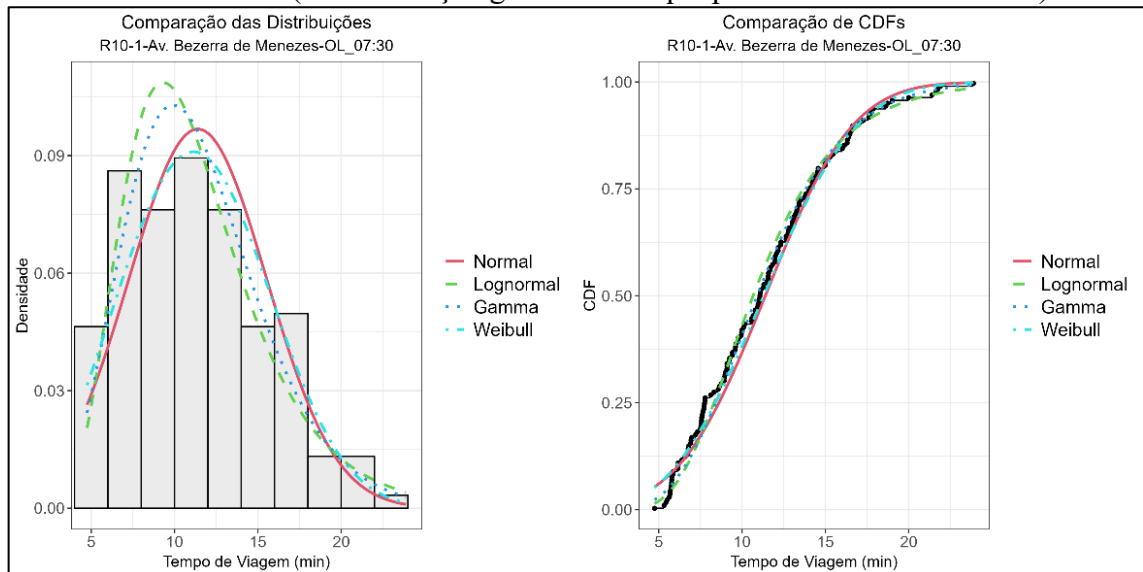 Comparação das Distribuições
R10-1-Av. Bezerra de Menezes-OL_07:30
0.09
0.06
0.03
0.00
Densidade
5
10
15
20
Tempo de Viagem (min)
Normal
Lognormal
Gamma
Weibull
Comparação de CDFs
R10-1-Av. Bezerra de Menezes-OL_07:30
1.00
0.75
0.50
0.25
0.00
CDF
5
10
15
20
Tempo de Viagem (min)
Normal
Lognormal
Gamma
Weibull